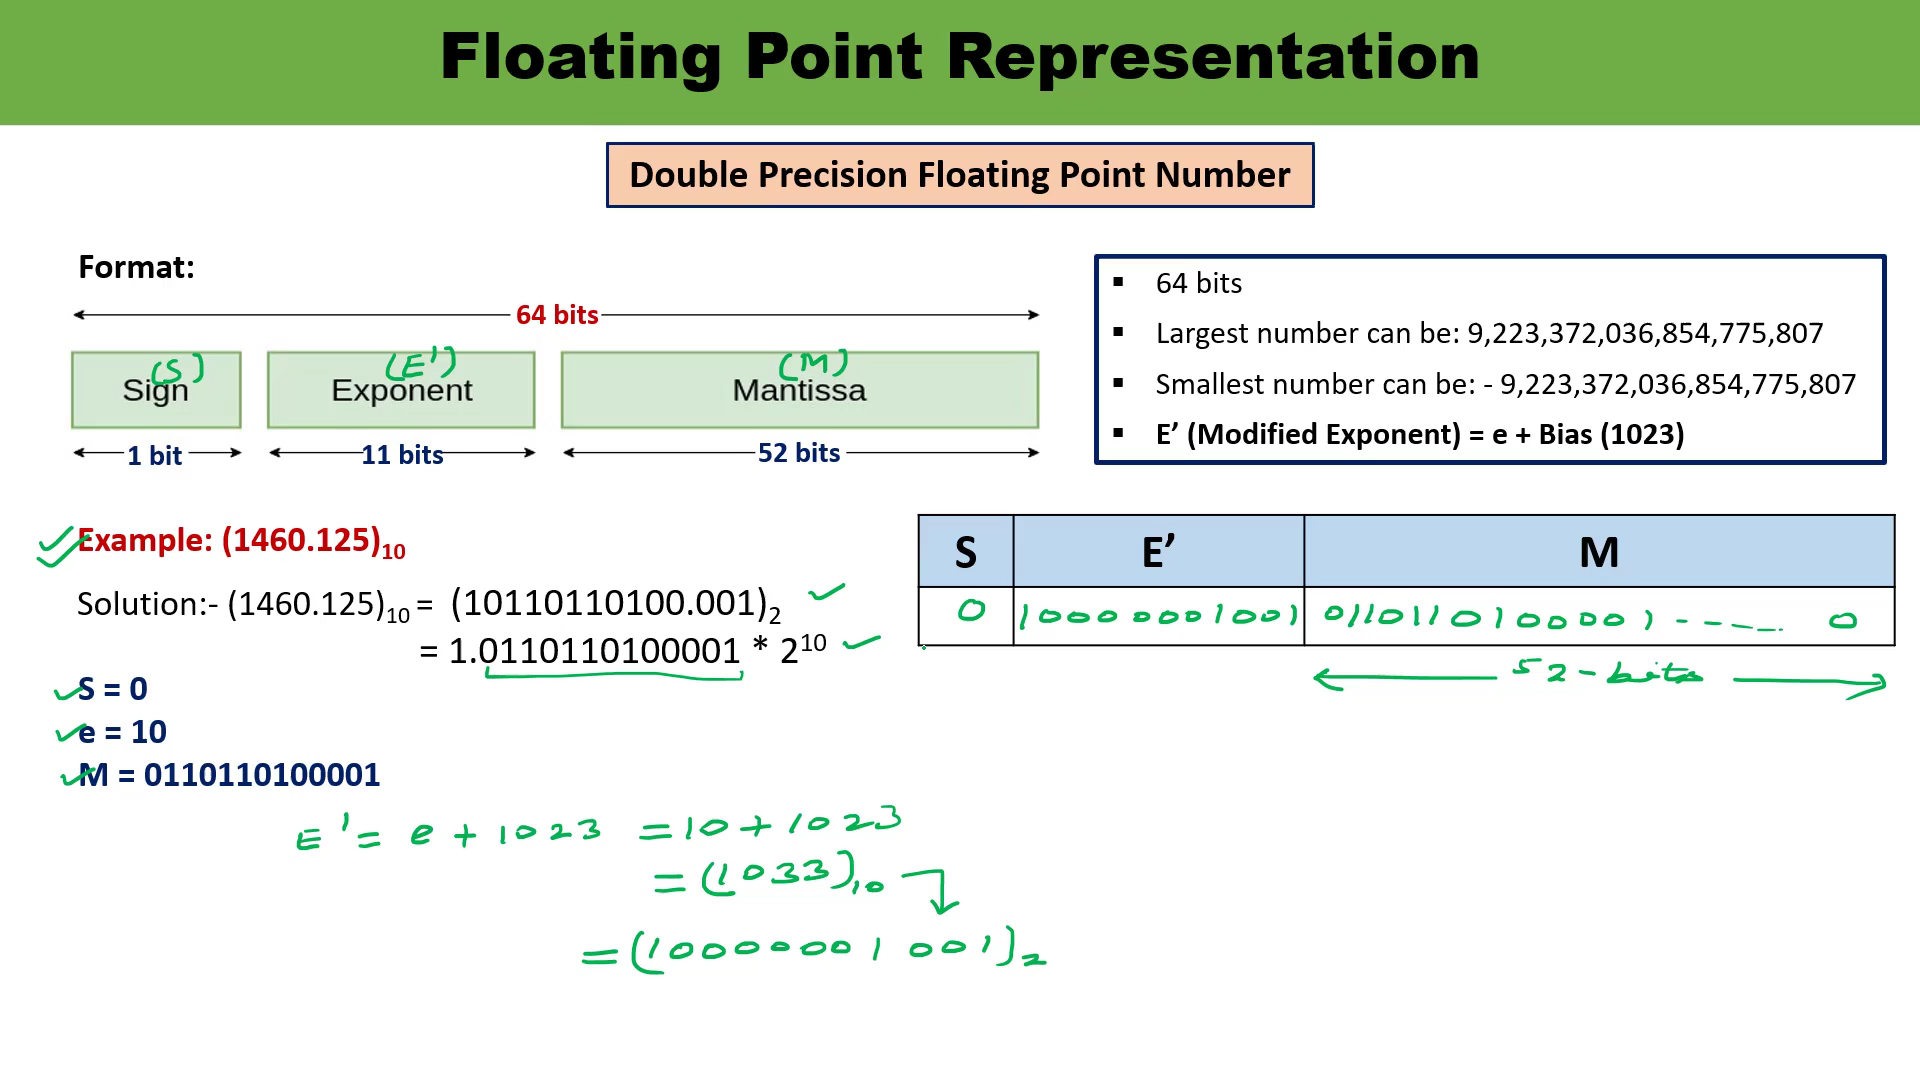 Floating Point Representation
Double Precision Floating Point Number
Format:
64 bits
(S) (E') (M)
Sign Exponent Mantissa
1 bit 11 bits 52 bits
▪ 64 bits
▪ Largest number can be: 9,223,372,036,854,775,807
▪ Smallest number can be: - 9,223,372,036,854,775,807
▪ E’ (Modified Exponent) = e + Bias (1023)
Example: (1460.125)10
Solution:- (1460.125)10 = (10110110100.001)2
= 1.0110110100001 * 2^10
S = 0
e = 10
M = 0110110100001
E' = e + 1023 = 10 + 1023
= (1033)10
= (10000001001)2
S E’ M
0 10000001001 0110110100001 ------ 0
52-bits